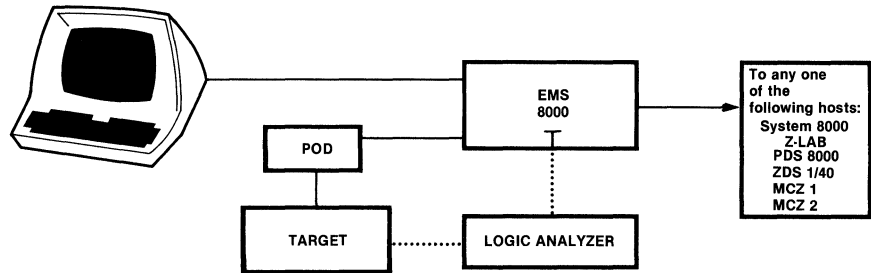 EMS
8000
POD
TARGET
LOGIC ANALYZER
To any one
of the
following hosts:
System 8000
Z-LAB
PDS 8000
ZDS 1/40
MCZ 1
MCZ 2